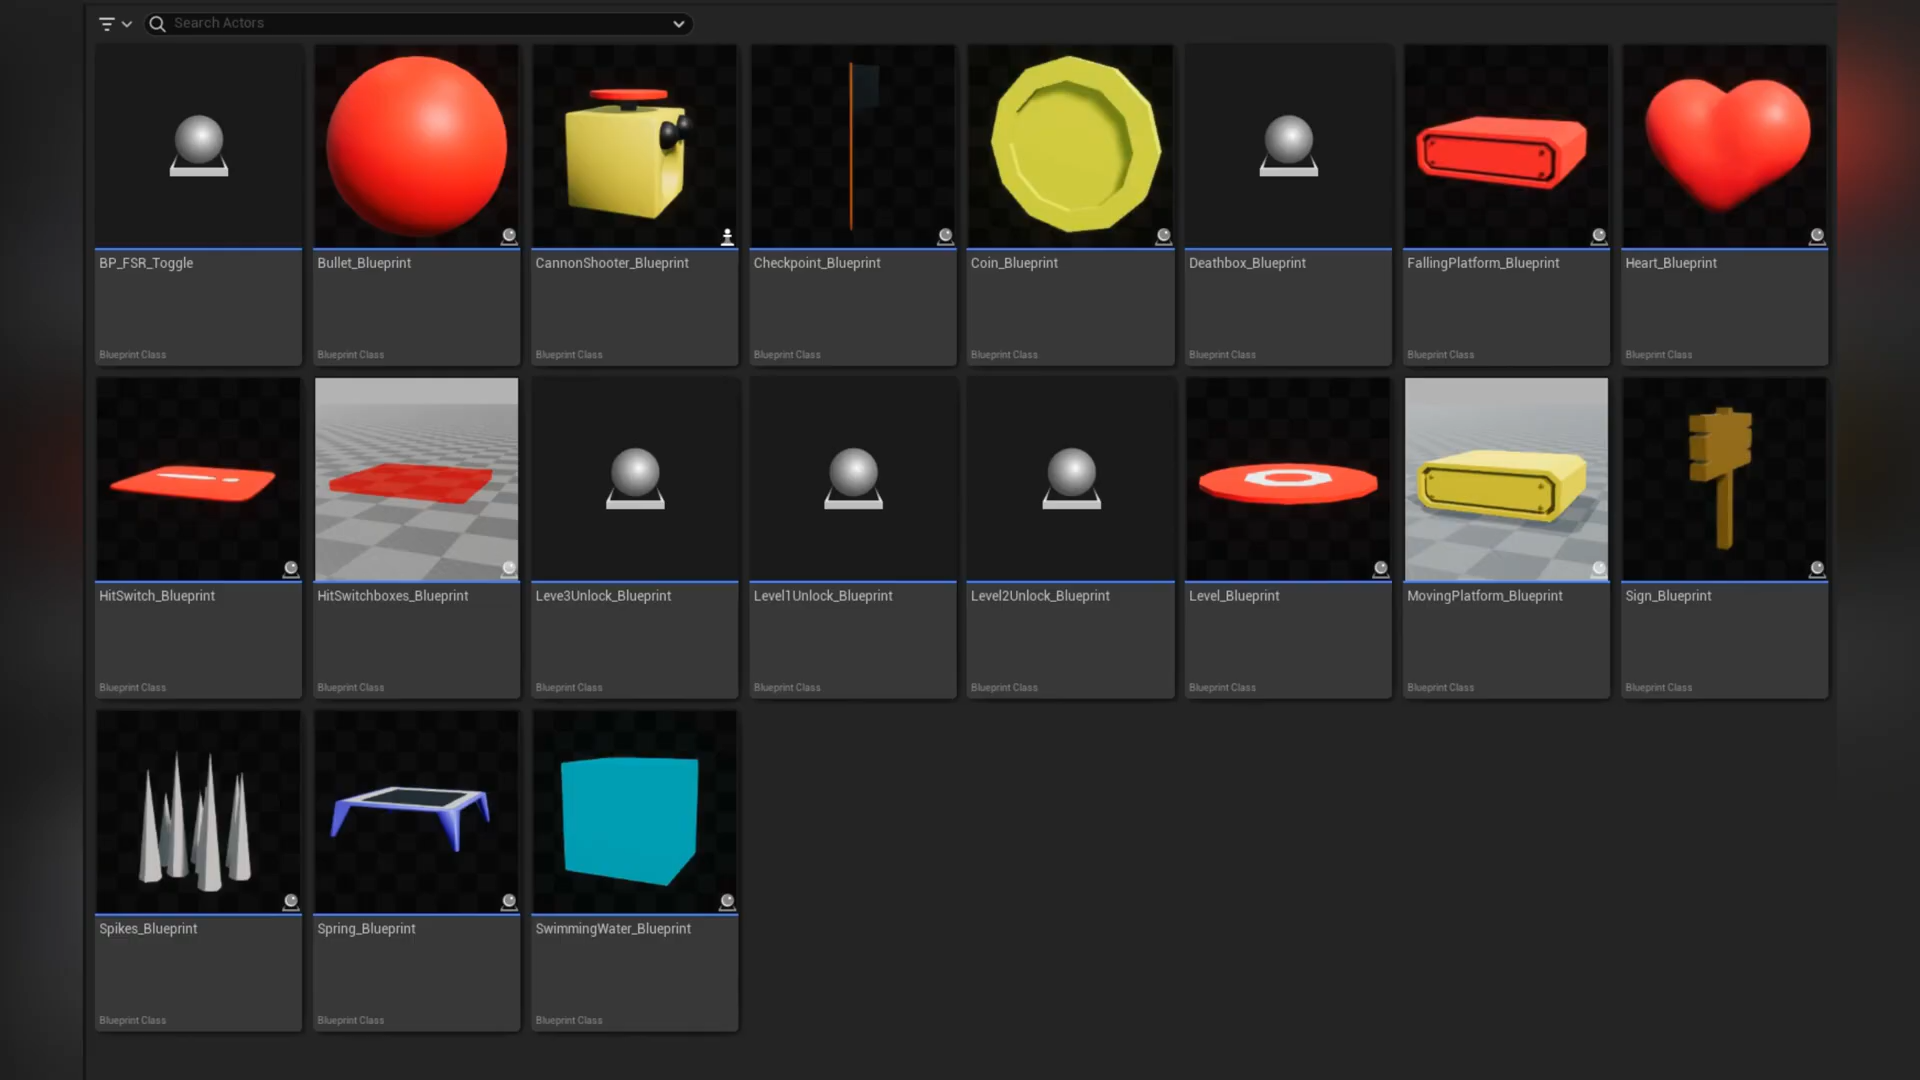 Search Actors
BP_FSR_Toggle
Bullet_Blueprint
CannonShooter_Blueprint
Checkpoint_Blueprint
Coin_Blueprint
Deathbox_Blueprint
FallingPlatform_Blueprint
Heart_Blueprint
Blueprint Class
Blueprint Class
Blueprint Class
Blueprint Class
Blueprint Class
Blueprint Class
Blueprint Class
Blueprint Class
HitSwitch_Blueprint
HitSwitchboxes_Blueprint
Leve3Unlock_Blueprint
Level1Unlock_Blueprint
Level2Unlock_Blueprint
Level_Blueprint
MovingPlatform_Blueprint
Sign_Blueprint
Blueprint Class
Blueprint Class
Blueprint Class
Blueprint Class
Blueprint Class
Blueprint Class
Blueprint Class
Blueprint Class
Spikes_Blueprint
Spring_Blueprint
SwimmingWater_Blueprint
Blueprint Class
Blueprint Class
Blueprint Class